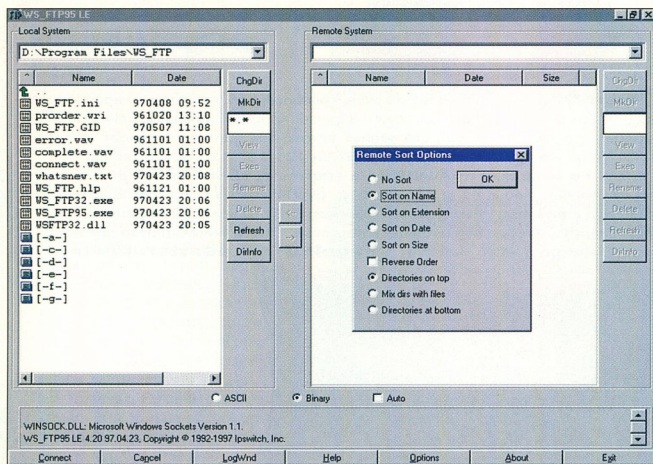 WS_FTP95 LE
Local System
D:\Program Files\WS_FTP
^ Name Date
..
WS_FTP.ini 970408 09:52
prorder.wri 961020 13:10
WS_FTP.GID 970507 11:08
error.wav 961101 01:00
complete.wav 961101 01:00
connect.wav 961101 01:00
whatsnew.txt 970423 20:08
WS_FTP.hlp 961121 01:00
WS_FTP32.exe 970423 20:06
WS_FTP95.exe 970423 20:06
WSFTP32.dll 970423 20:05
[-a-]
[-c-]
[-d-]
[-e-]
[-f-]
[-g-]
ChgDir
MkDir
*.*
View
Exec
Rename
Delete
Refresh
DirInfo
<-
->
Remote System
^ Name Date Size
ChgDir
MkDir
View
Exec
Rename
Delete
Refresh
DirInfo
Remote Sort Options
No Sort
OK
Sort on Name
Sort on Extension
Sort on Date
Sort on Size
Reverse Order
Directories on top
Mix dirs with files
Directories at bottom
ASCII Binary Auto
WINSOCK.DLL: Microsoft Windows Sockets Version 1.1.
WS_FTP95 LE 4.20 97.04.23, Copyright © 1992-1997 Ipswitch, Inc.
Connect Cancel LogWnd Help Options About Exit